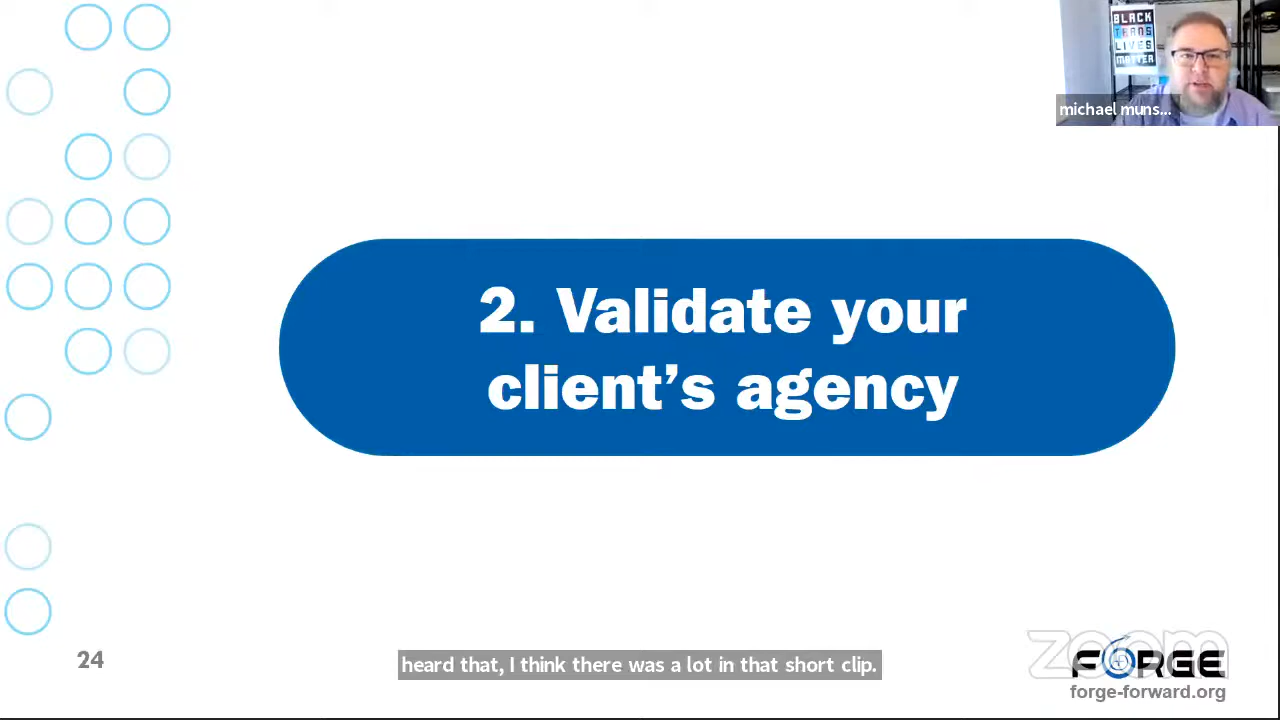 BLACK
TRANS
LIVES
MATTER
michael muns...
2. Validate your
client’s agency
24
heard that, I think there was a lot in that short clip.
zoom
FORGE
forge-forward.org